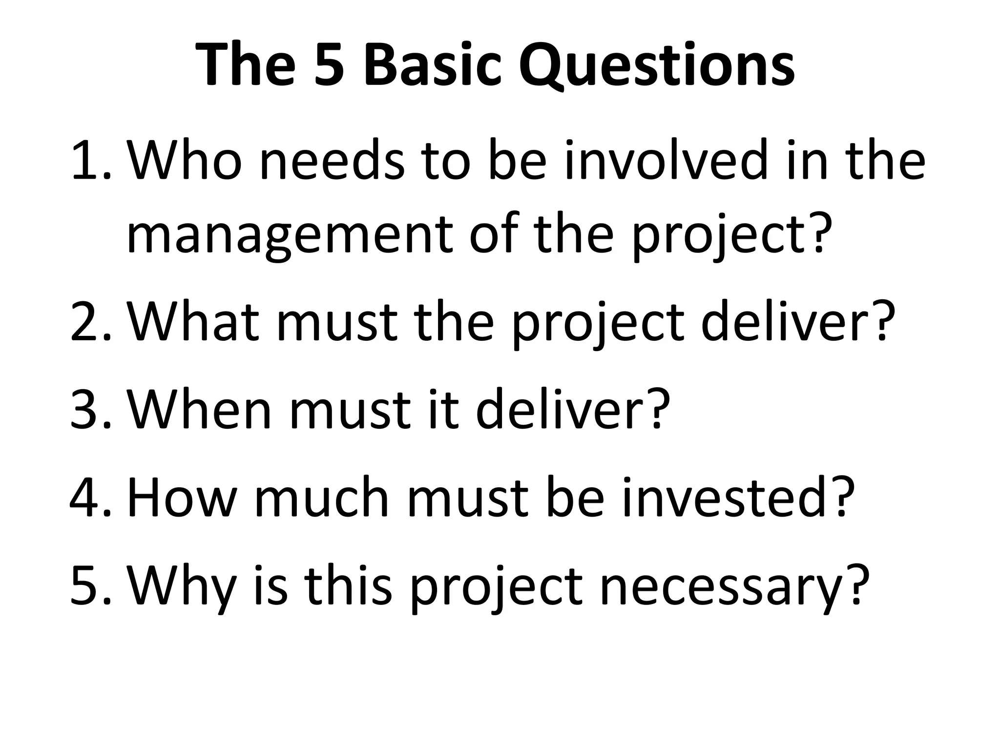 The 5 Basic Questions
1. Who needs to be involved in the
management of the project?
2. What must the project deliver?
3. When must it deliver?
4. How much must be invested?
5. Why is this project necessary?